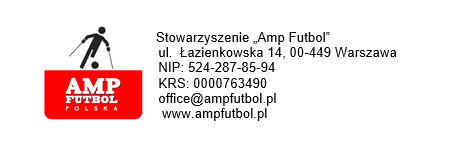 AMP
FUTBOL
POLSKA
Stowarzyszenie „Amp Futbol”
ul. Łazienkowska 14, 00-449 Warszawa
NIP: 524-287-85-94
KRS: 0000763490
office@ampfutbol.pl
www.ampfutbol.pl